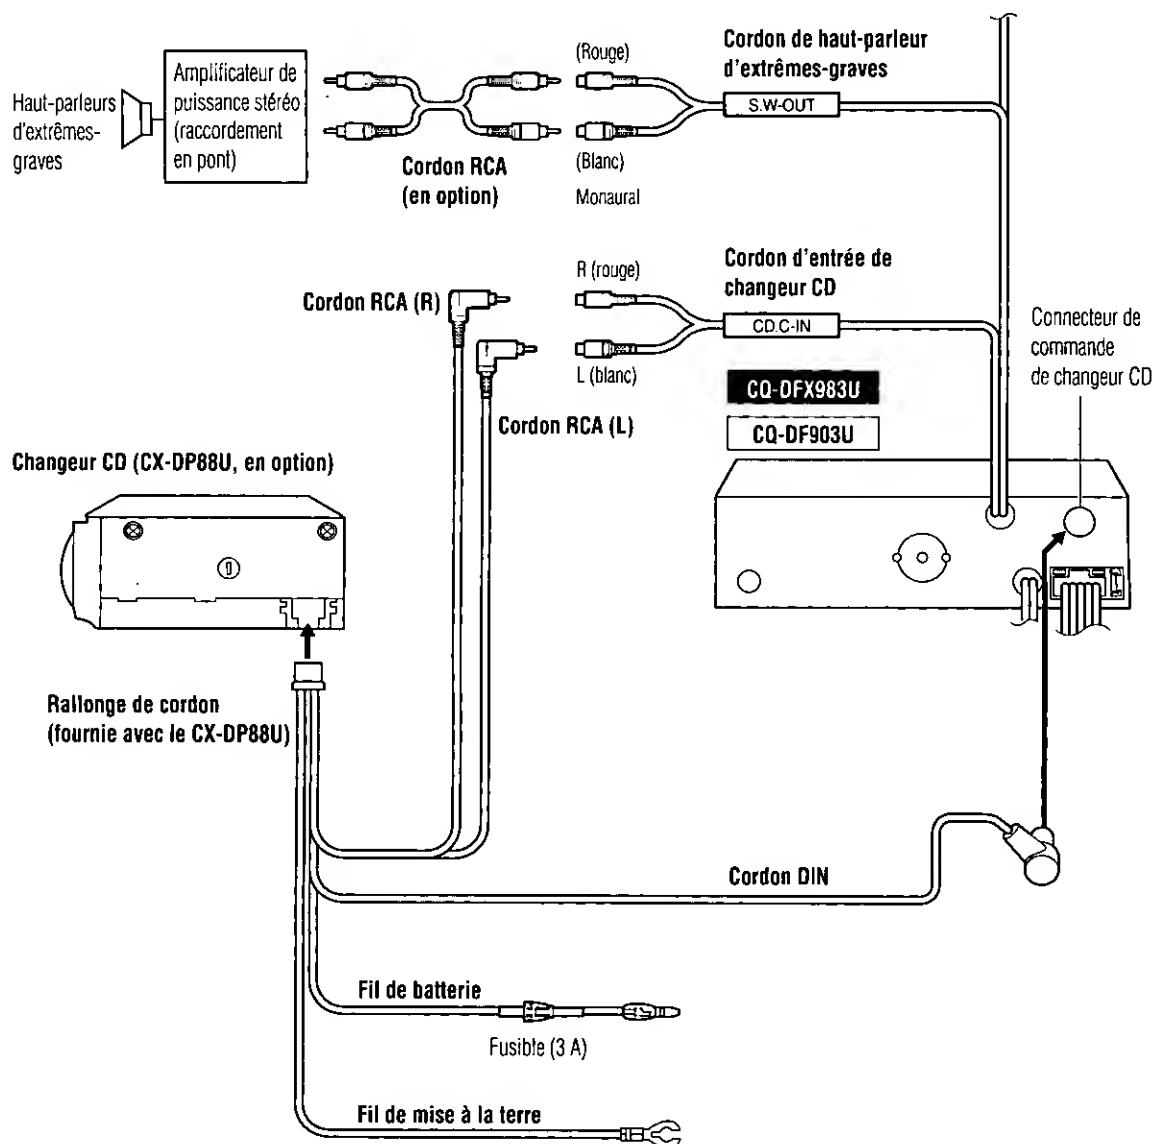 Haut-parleurs
d'extrêmes-
graves
Amplificateur de
puissance stéréo
(raccordement
en pont)
Cordon RCA
(en option)
(Rouge)
(Blanc)
Monaural
Cordon de haut-parleur
d'extrêmes-graves
S.W-OUT
Cordon RCA (R)
Cordon RCA (L)
R (rouge)
L (blanc)
Cordon d'entrée de
changeur CD
CD.C-IN
CQ-DFX983U
CQ-DF903U
Connecteur de
commande
de changeur CD
Changeur CD (CX-DP88U, en option)
Rallonge de cordon
(fournie avec le CX-DP88U)
Cordon DIN
Fil de batterie
Fusible (3 A)
Fil de mise à la terre